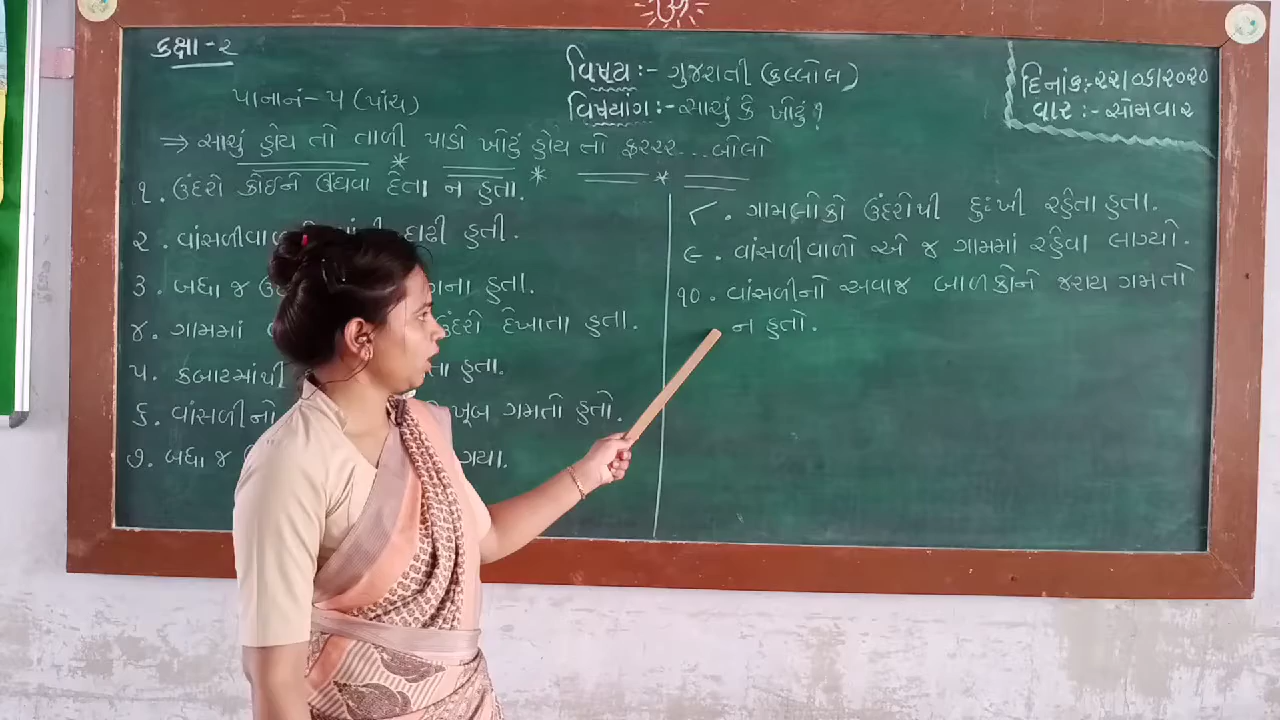 ૐ
કક્ષા - ૨
વિષય :- ગુજરાતી (કલ્લોલ)
પાના નં - ૫ (પાંચ)
વિષયાંગ :- સાચું કે ખોટું ?
દિનાંક :- ૨૨/૦૬/૨૦૨૦
વાર :- સોમવાર
⇒ સાચું હોય તો તાળી પાડો ખોટું હોય તો ફરરર...બોલો
૧. ઉંદરો કોઈને ઊંઘવા દેતા ન હતા.
૨. વાંસળીવા દાઢી હતી.
૩. બધા જ ના હતા.
૪. ગામમાં ઉંદરો દેખાતા હતા.
૫. કબાટમાંથી તા હતા.
૬. વાંસળીનો ખૂબ ગમતો હતો.
૭. બધા જ ગયા.
૮. ગામલોકો ઉંદરોથી દુઃખી રહેતા હતા.
૯. વાંસળીવાળો એ જ ગામમાં રહેવા લાગ્યો.
૧૦. વાંસળીનો અવાજ બાળકોને જરાય ગમતો
ન હતો.